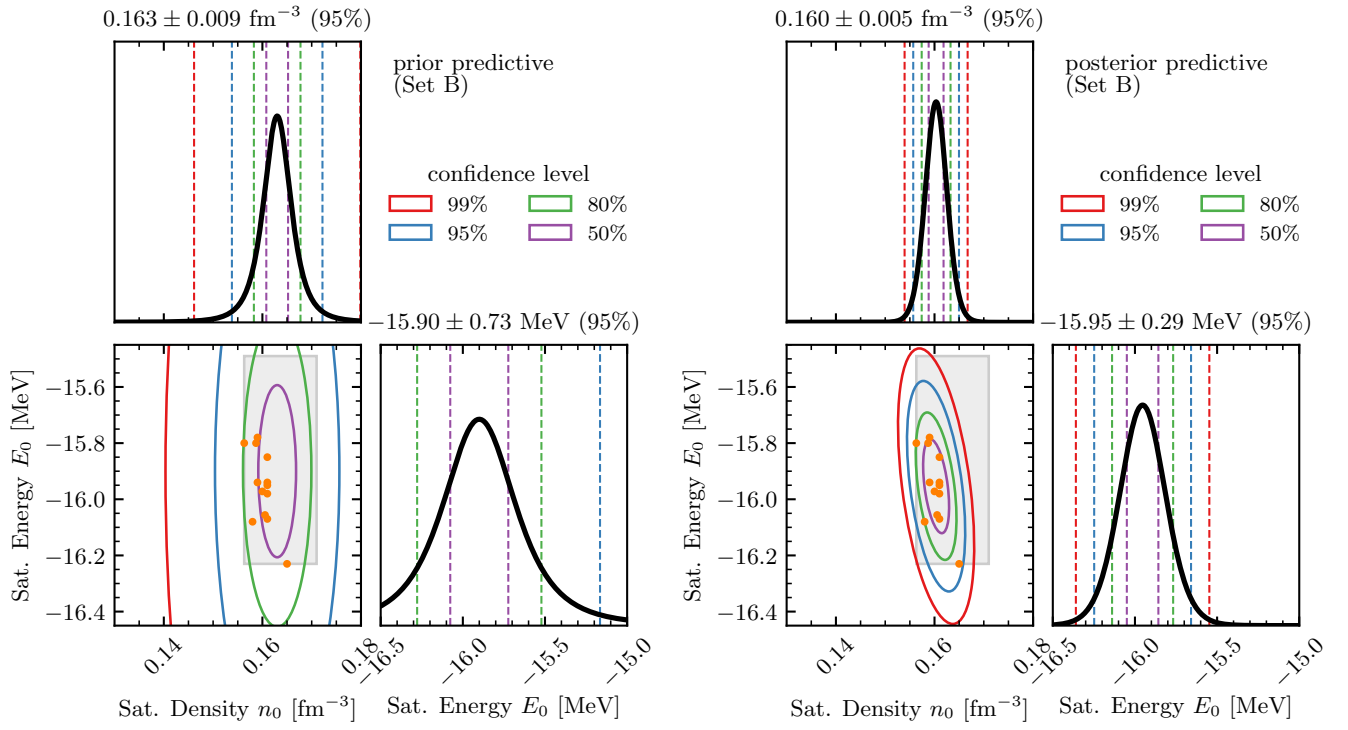 0.163 ± 0.009 fm⁻³ (95%)
prior predictive
(Set B)
confidence level
99%
80%
95%
50%
−15.90 ± 0.73 MeV (95%)
Sat. Energy E₀ [MeV]
−15.6
−15.8
−16.0
−16.2
−16.4
0.14
0.16
0.18
−16.5
−16.0
−15.5
−15.0
Sat. Density n₀ [fm⁻³]
Sat. Energy E₀ [MeV]
0.160 ± 0.005 fm⁻³ (95%)
posterior predictive
(Set B)
confidence level
99%
80%
95%
50%
−15.95 ± 0.29 MeV (95%)
Sat. Energy E₀ [MeV]
−15.6
−15.8
−16.0
−16.2
−16.4
0.14
0.16
0.18
−16.5
−16.0
−15.5
−15.0
Sat. Density n₀ [fm⁻³]
Sat. Energy E₀ [MeV]